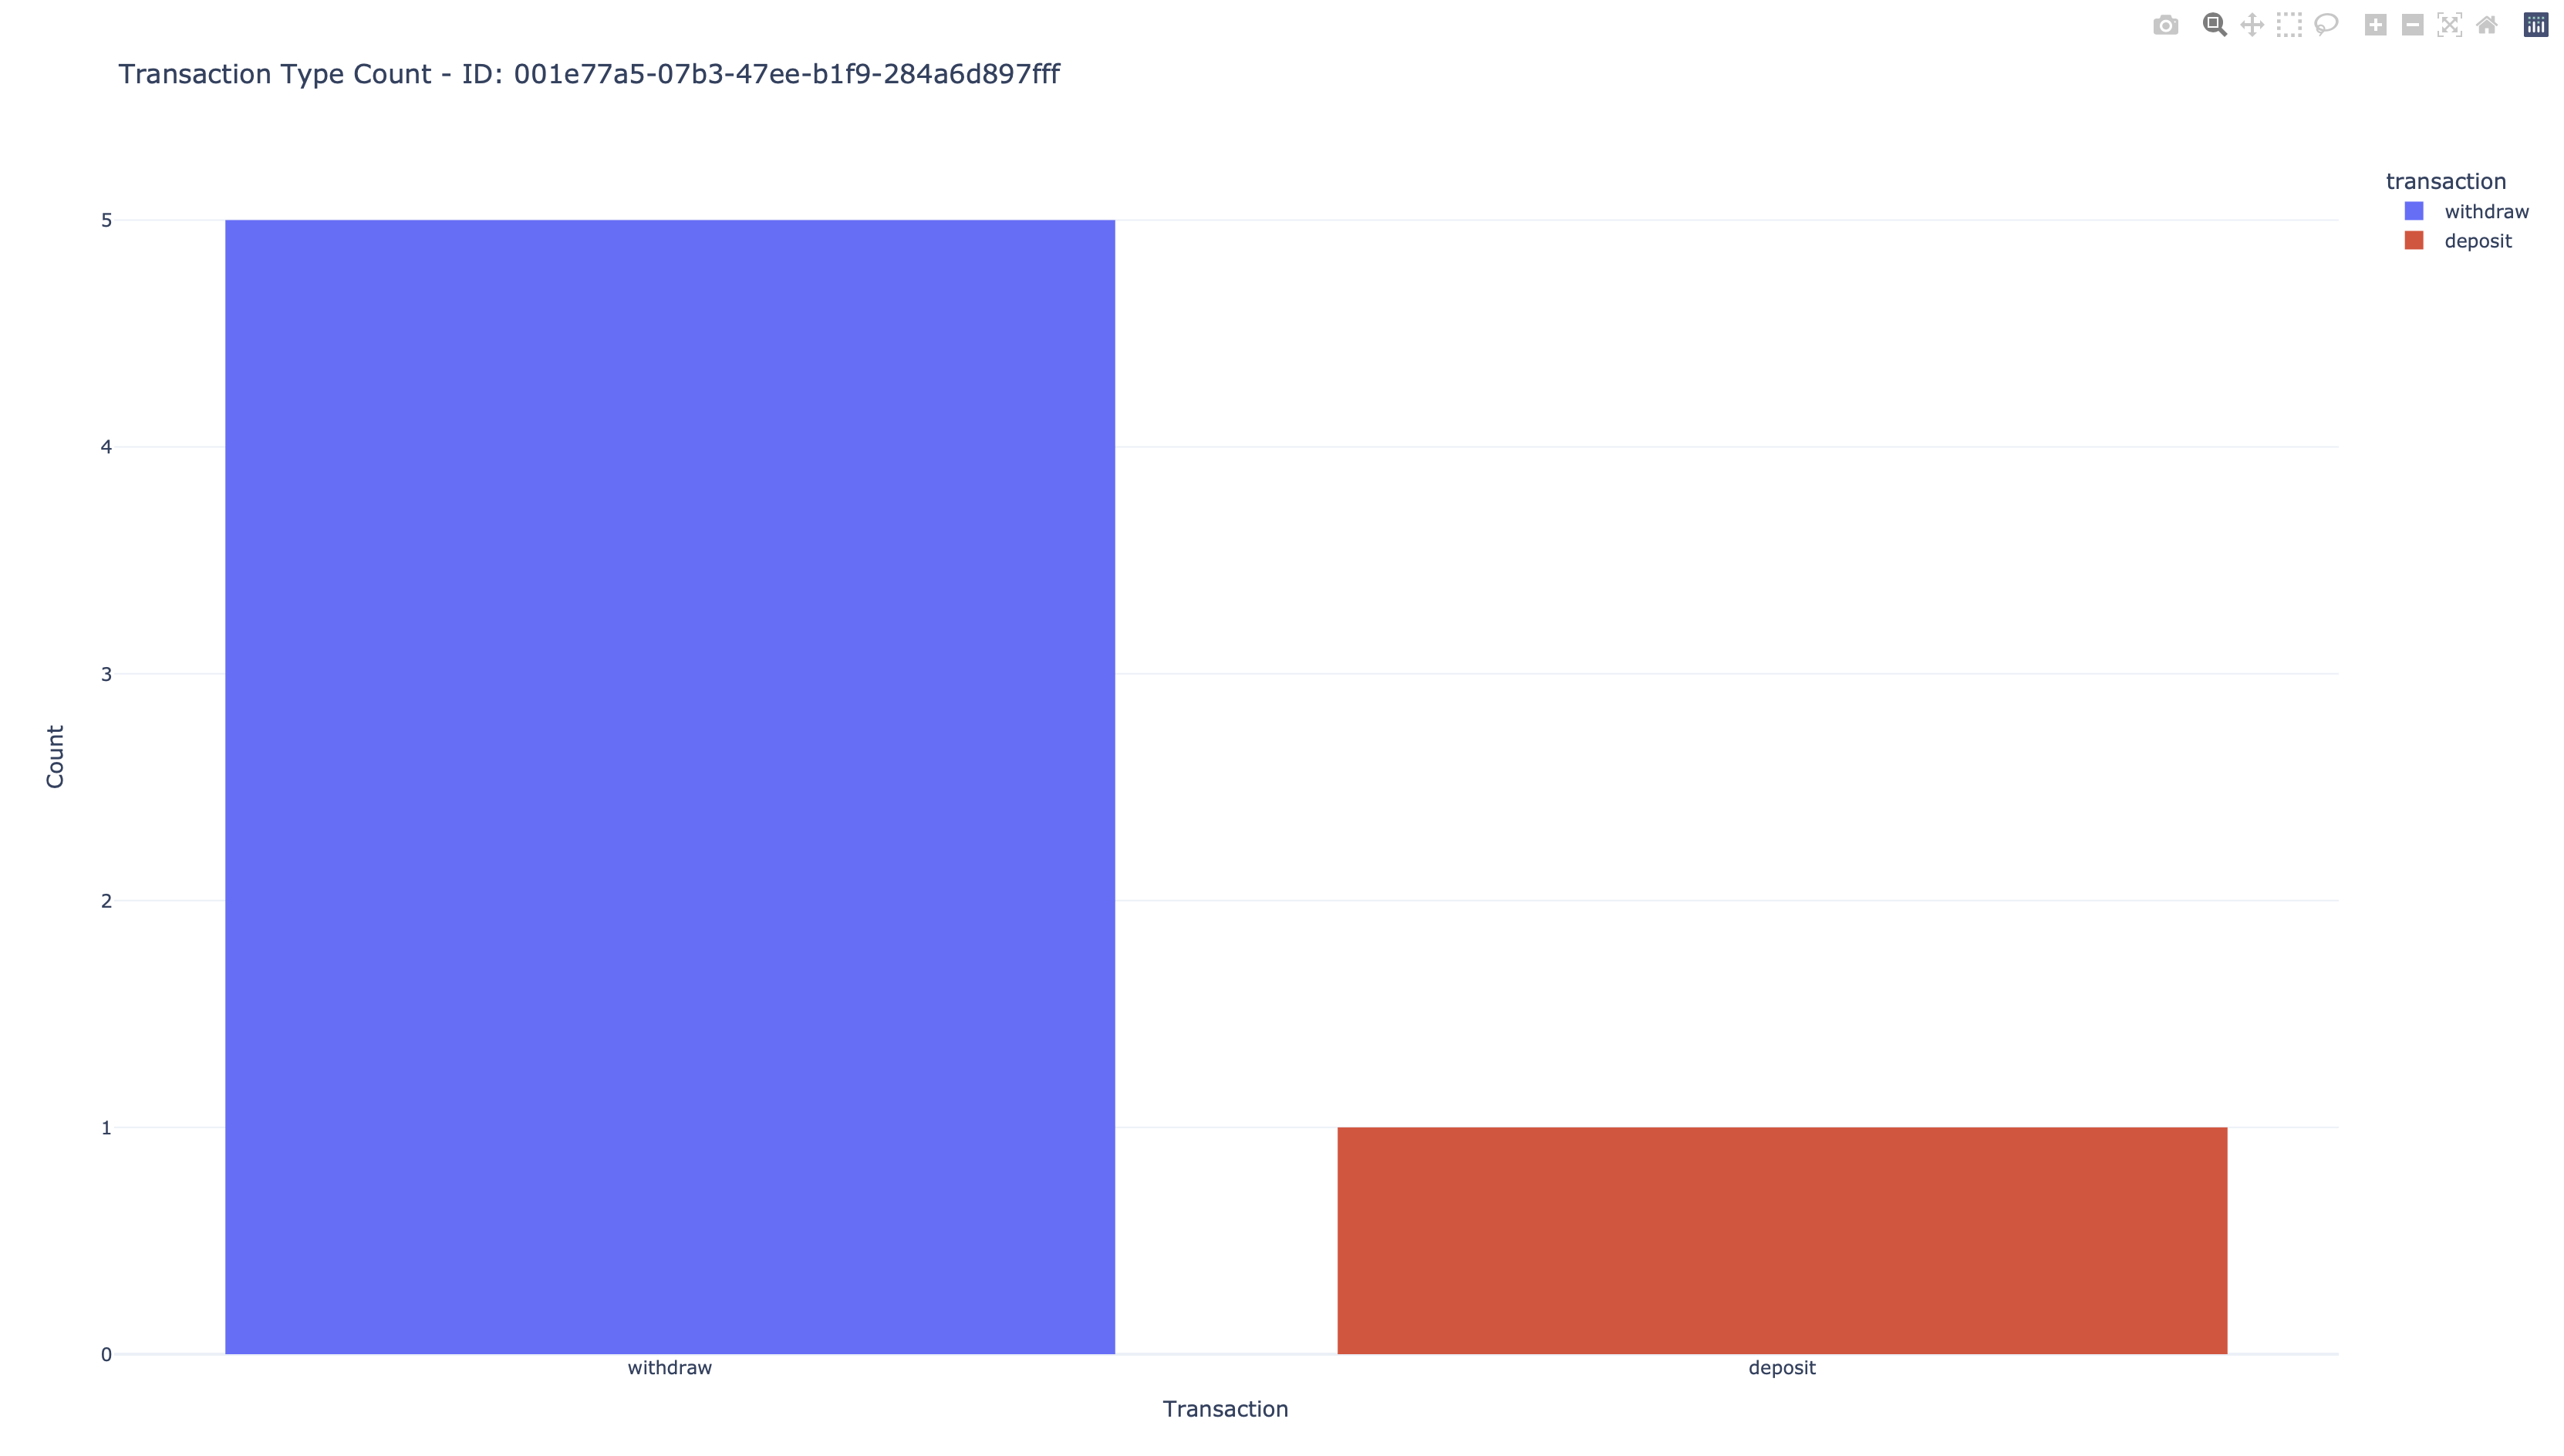 Transaction Type Count - ID: 001e77a5-07b3-47ee-b1f9-284a6d897fff
transaction
withdraw
deposit
5
4
3
2
1
0
Count
withdraw
deposit
Transaction